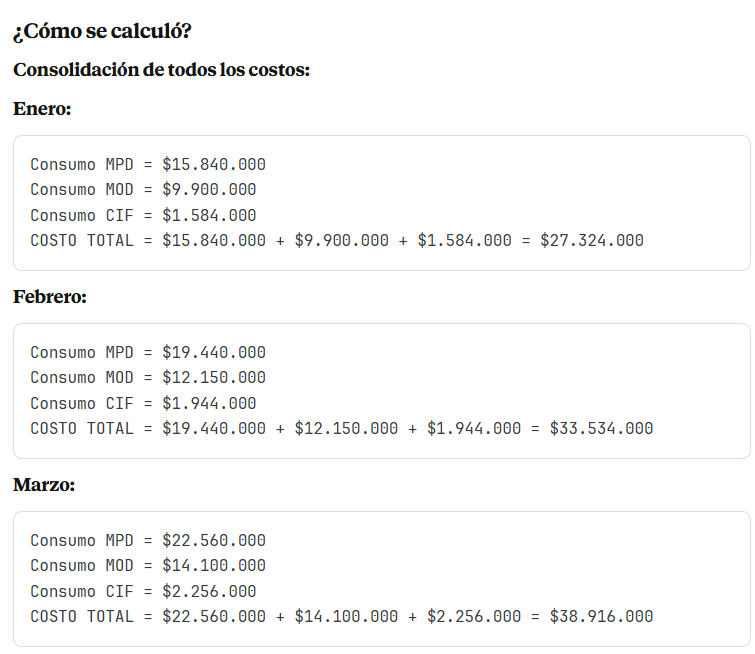 ¿Cómo se calculó?
Consolidación de todos los costos:
Enero:
Consumo MPD = $15.840.000
Consumo MOD = $9.900.000
Consumo CIF = $1.584.000
COSTO TOTAL = $15.840.000 + $9.900.000 + $1.584.000 = $27.324.000
Febrero:
Consumo MPD = $19.440.000
Consumo MOD = $12.150.000
Consumo CIF = $1.944.000
COSTO TOTAL = $19.440.000 + $12.150.000 + $1.944.000 = $33.534.000
Marzo:
Consumo MPD = $22.560.000
Consumo MOD = $14.100.000
Consumo CIF = $2.256.000
COSTO TOTAL = $22.560.000 + $14.100.000 + $2.256.000 = $38.916.000